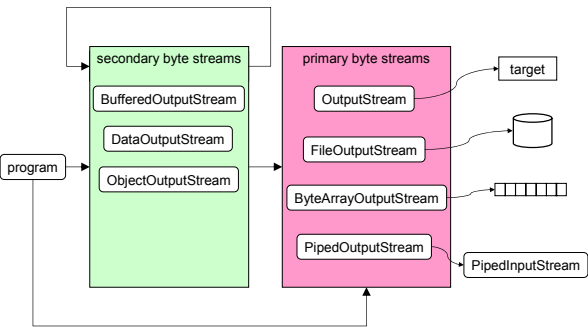 secondary byte streams
primary byte streams
BufferedOutputStream
OutputStream
target
DataOutputStream
FileOutputStream
program
ObjectOutputStream
ByteArrayOutputStream
PipedOutputStream
PipedInputStream